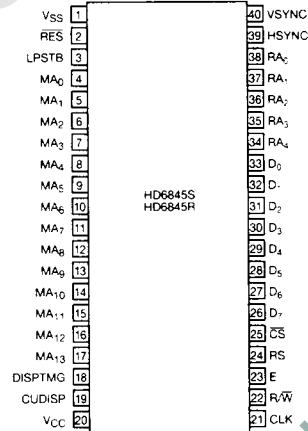 VSS 1 40 VSYNC
RES 2 39 HSYNC
LPSTB 3 38 RA0
MA0 4 37 RA1
MA1 5 36 RA2
MA2 6 35 RA3
MA3 7 34 RA4
MA4 8 33 D0
MA5 9 32 D1
MA6 10 31 D2
HD6845S
HD6845R
MA7 11 30 D3
MA8 12 29 D4
MA9 13 28 D5
MA10 14 27 D6
MA11 15 26 D7
MA12 16 25 CS
MA13 17 24 RS
DISPTMG 18 23 E
CUDISP 19 22 R/W
VCC 20 21 CLK